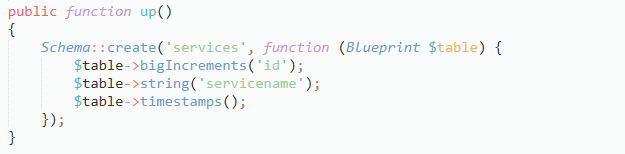 public function up()
{
    Schema::create('services', function (Blueprint $table) {
        $table->bigIncrements('id');
        $table->string('servicename');
        $table->timestamps();
    });
}